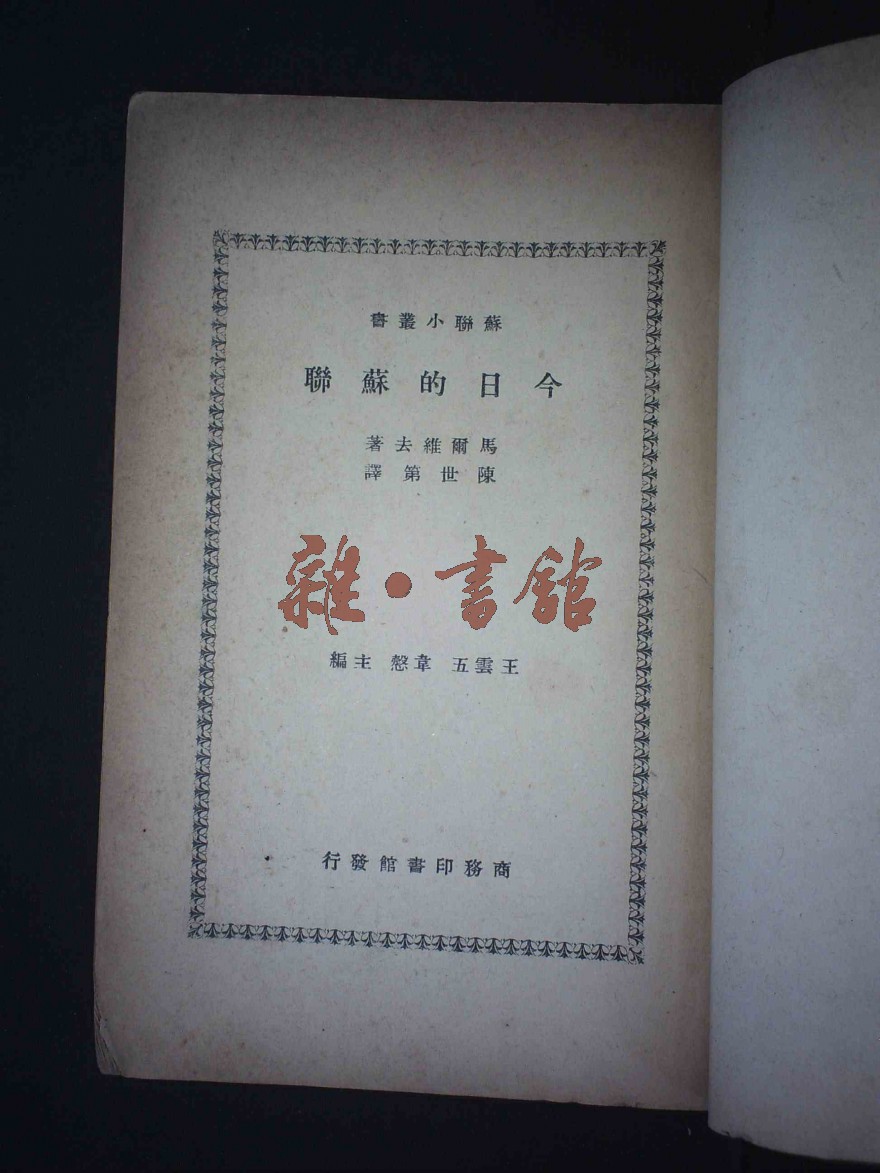 蘇聯小叢書
今日的蘇聯
馬爾維去著
陳世第譯
雜·書館
王雲五 韋慤 主編
商務印書館發行